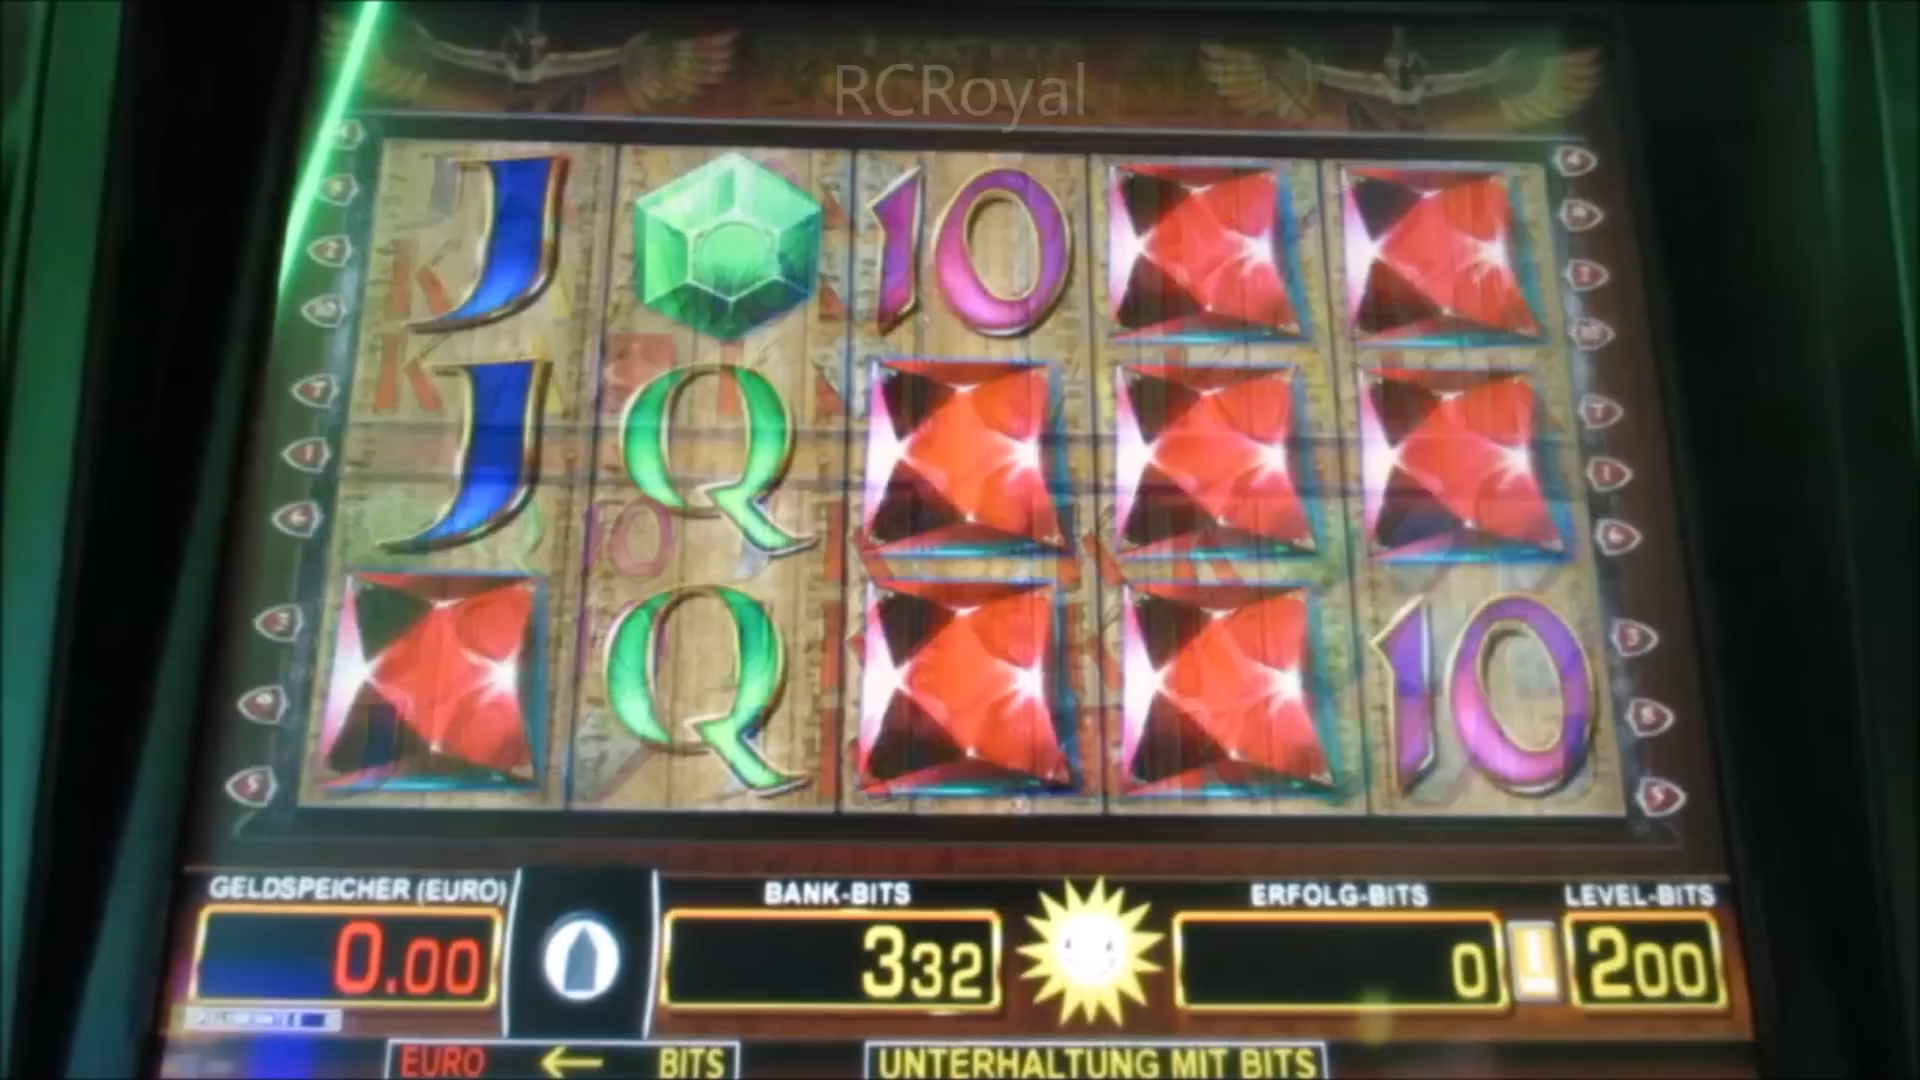 RCRoyal
J 10
J Q
Q 10
GELDSPEICHER (EURO) BANK-BITS ERFOLG-BITS LEVEL-BITS
0.00 332 0 200
EURO ← BITS UNTERHALTUNG MIT BITS